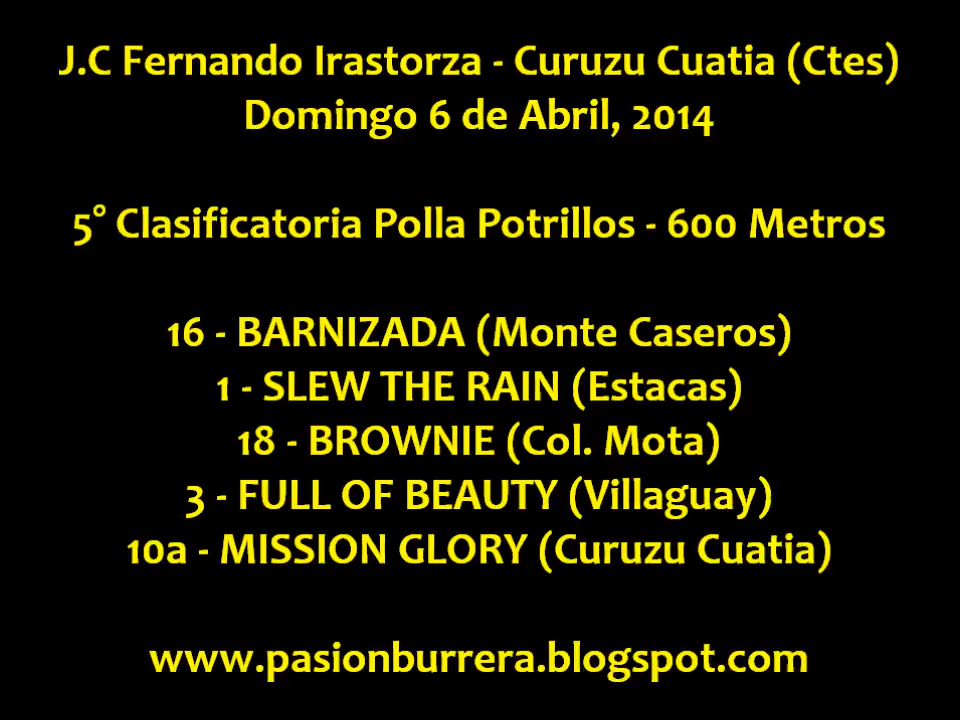 J.C Fernando Irastorza - Curuzu Cuatia (Ctes)
Domingo 6 de Abril, 2014
5° Clasificatoria Polla Potrillos - 600 Metros
16 - BARNIZADA (Monte Caseros)
1 - SLEW THE RAIN (Estacas)
18 - BROWNIE (Col. Mota)
3 - FULL OF BEAUTY (Villaguay)
10a - MISSION GLORY (Curuzu Cuatia)
www.pasionburrera.blogspot.com